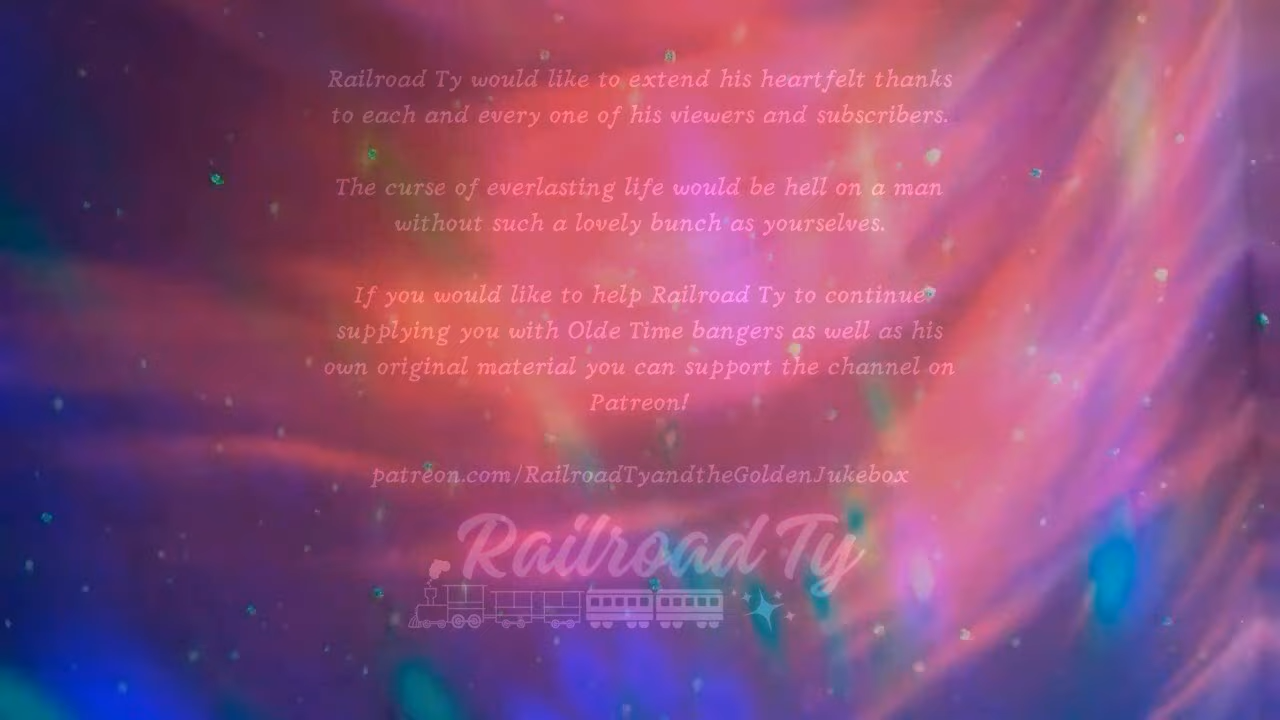 Railroad Ty would like to extend his heartfelt thanks
to each and every one of his viewers and subscribers.
The curse of everlasting life would be hell on a man
without such a lovely bunch as yourselves.
If you would like to help Railroad Ty to continue
supplying you with Olde Time bangers as well as his
own original material you can support the channel on
Patreon!
patreon.com/RailroadTyandtheGoldenJukebox
Railroad Ty